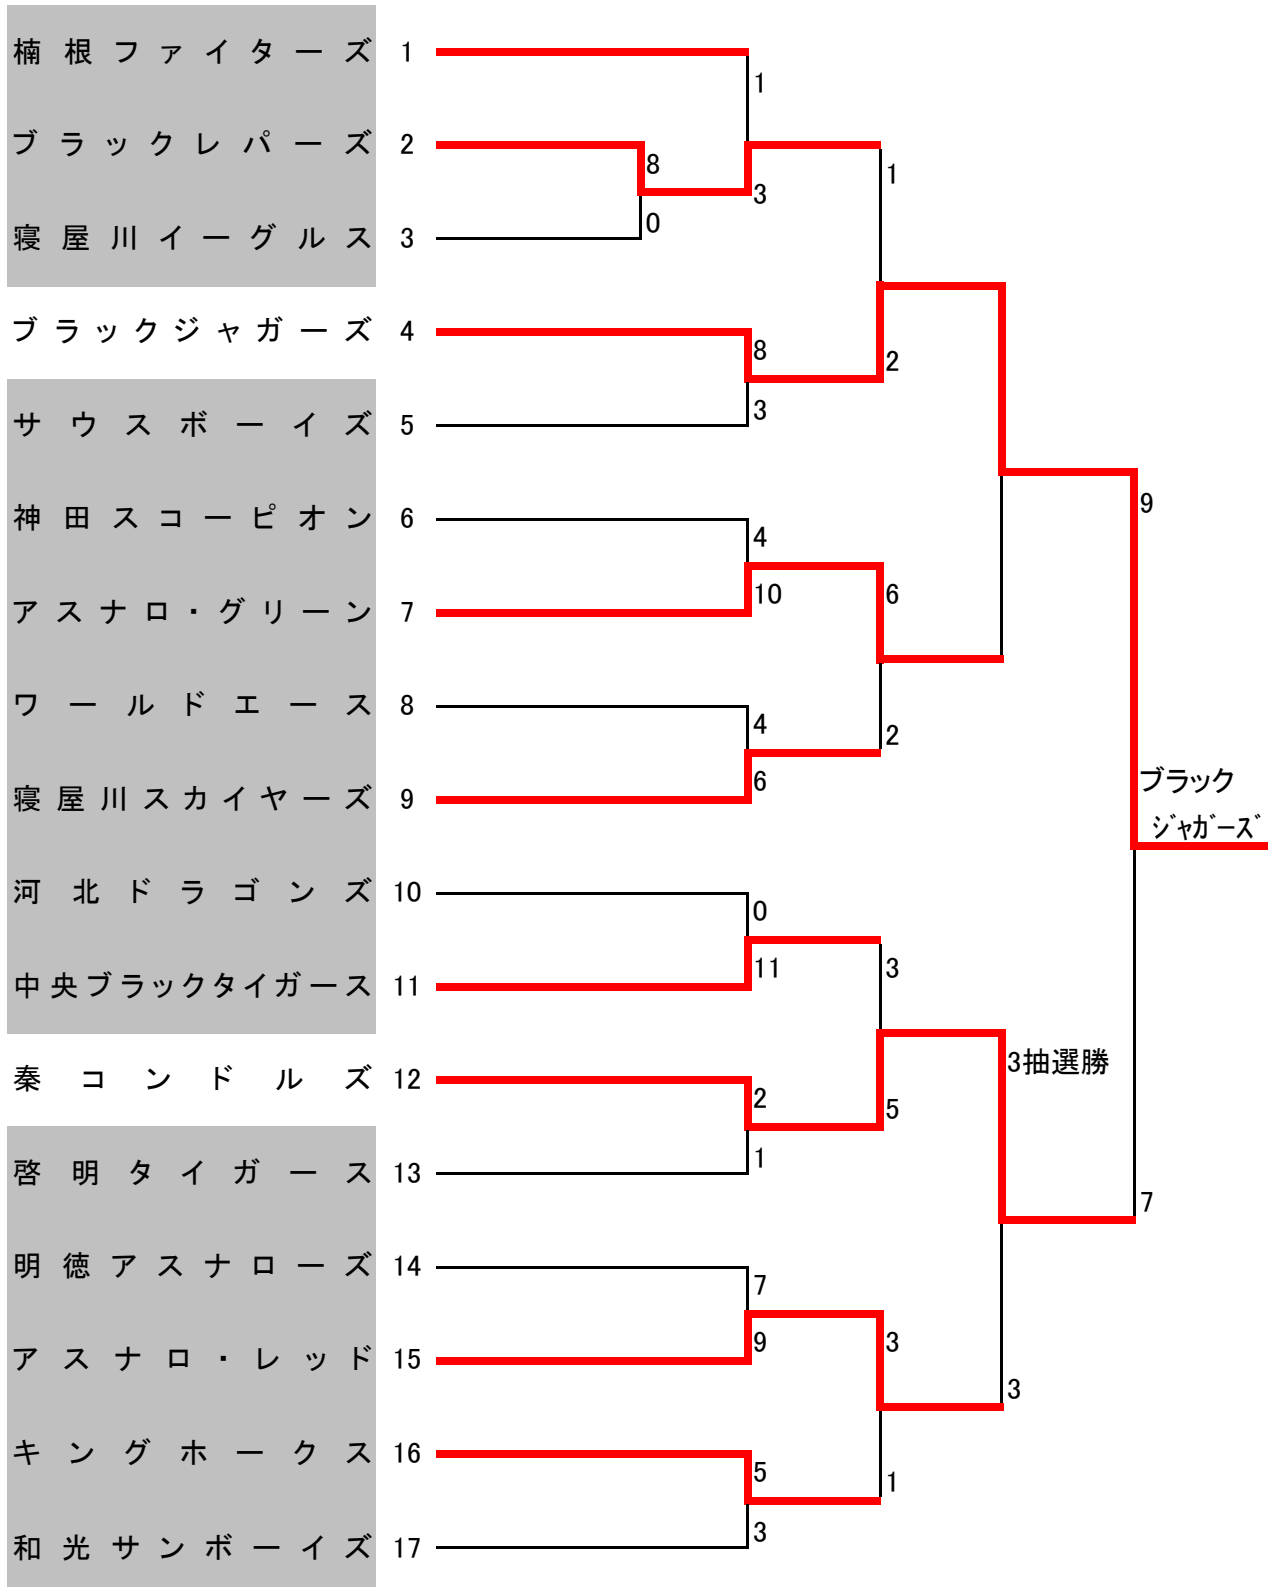 楠根ファイターズ 1
1
ブラックレパーズ 2
8
3
1
寝屋川イーグルス 3
0
ブラックジャガーズ 4
8
2
サウスボーイズ 5
3
9
神田スコーピオン 6
4
アスナロ・グリーン 7
10
6
ワールドエース 8
4
2
寝屋川スカイヤーズ 9
6
ブラック
ジャガーズ
河北ドラゴンズ 10
0
中央ブラックタイガース 11
11
3
秦コンドルズ 12
2
5
3抽選勝
啓明タイガース 13
1
7
明徳アスナローズ 14
7
アスナロ・レッド 15
9
3
3
キングホークス 16
5
1
和光サンボーイズ 17
3